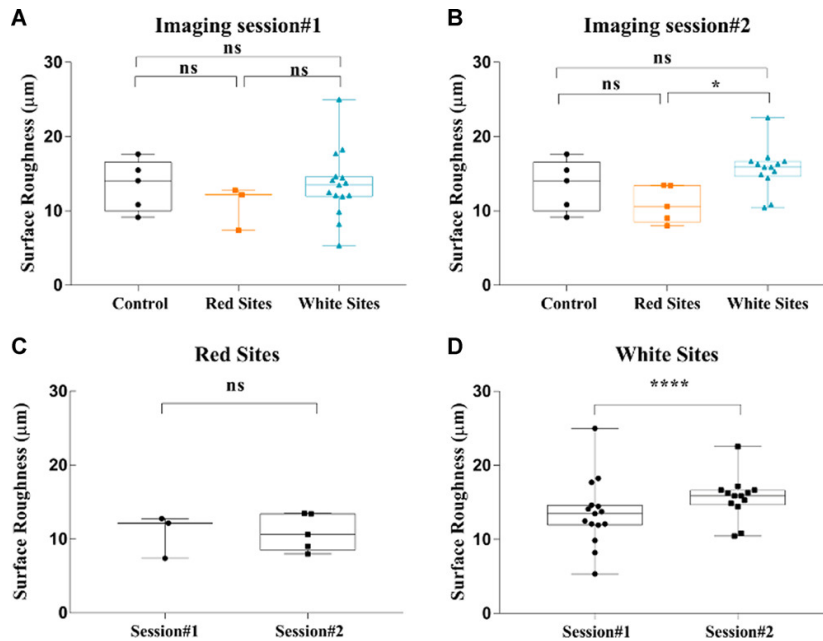 A
Imaging session#1
ns
ns
ns
30
20
10
0
Surface Roughness (μm)
Control
Red Sites
White Sites
B
Imaging session#2
ns
ns
*
30
20
10
0
Surface Roughness (μm)
Control
Red Sites
White Sites
C
Red Sites
ns
30
20
10
0
Surface Roughness (μm)
Session#1
Session#2
D
White Sites
****
30
20
10
0
Surface Roughness (μm)
Session#1
Session#2